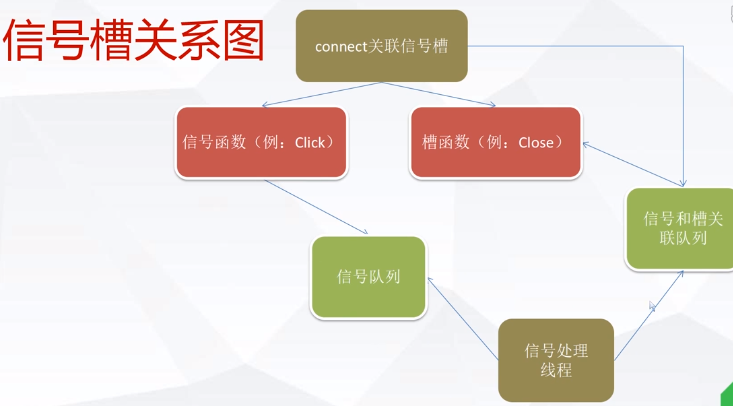 信号槽关系图
connect关联信号槽
信号函数（例：Click）
槽函数（例：Close）
信号和槽关
联队列
信号队列
信号处理
线程